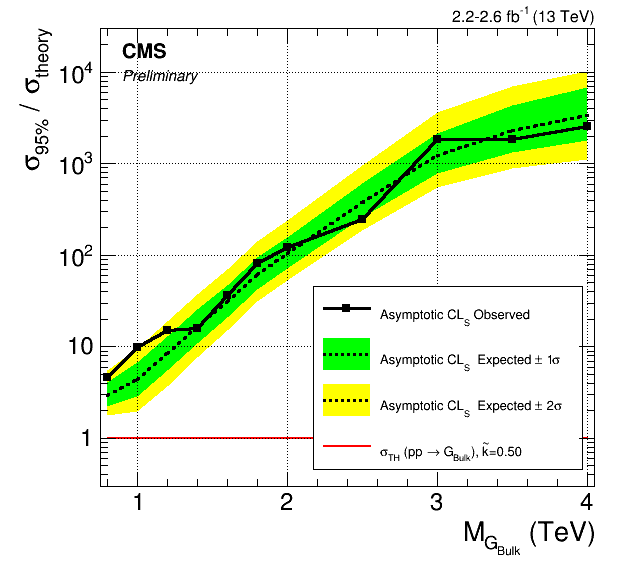 2.2-2.6 fb⁻¹ (13 TeV)
CMS
Preliminary
σ95% / σtheory
10⁴
10³
10²
10
1
Asymptotic CLS Observed
Asymptotic CLS Expected ± 1σ
Asymptotic CLS Expected ± 2σ
σTH (pp → GBulk), k̃=0.50
1 2 3 4
MGBulk (TeV)